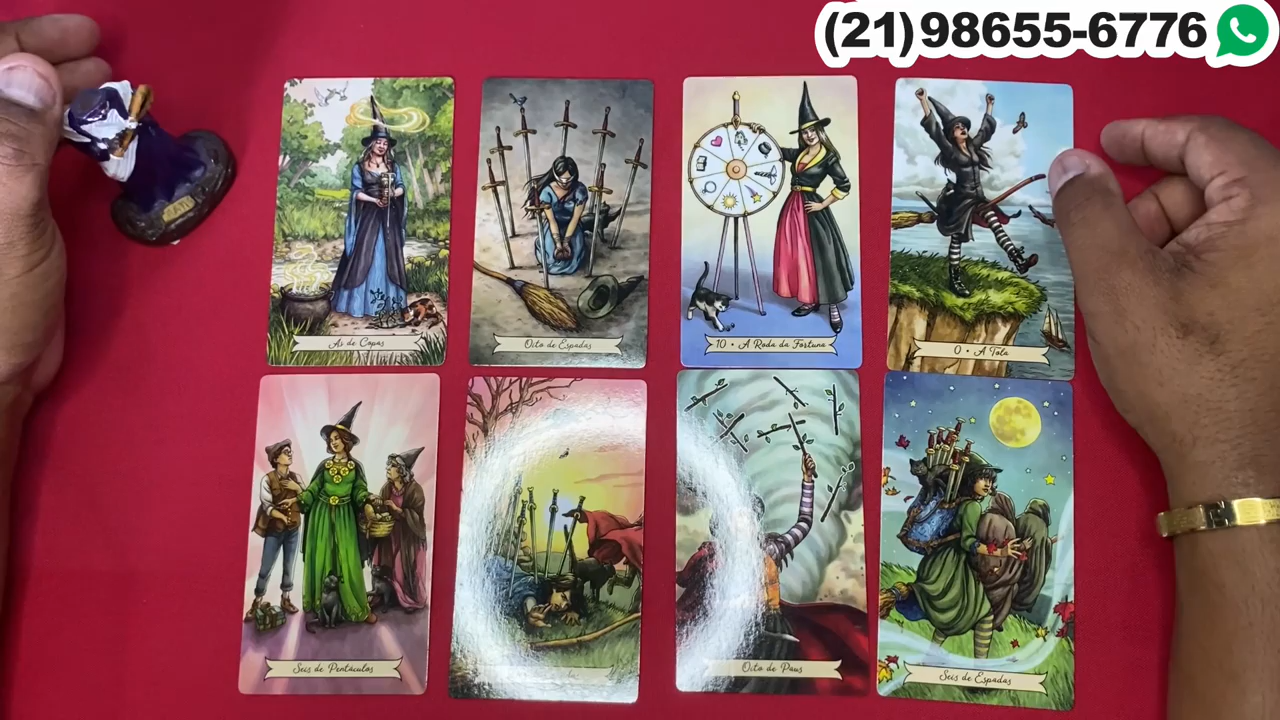 (21)98655-6776
Ás de Copas
Oito de Espadas
10 • A Roda da Fortuna
0 • A Tola
Seis de Pentáculos
Oito de Paus
Seis de Espadas